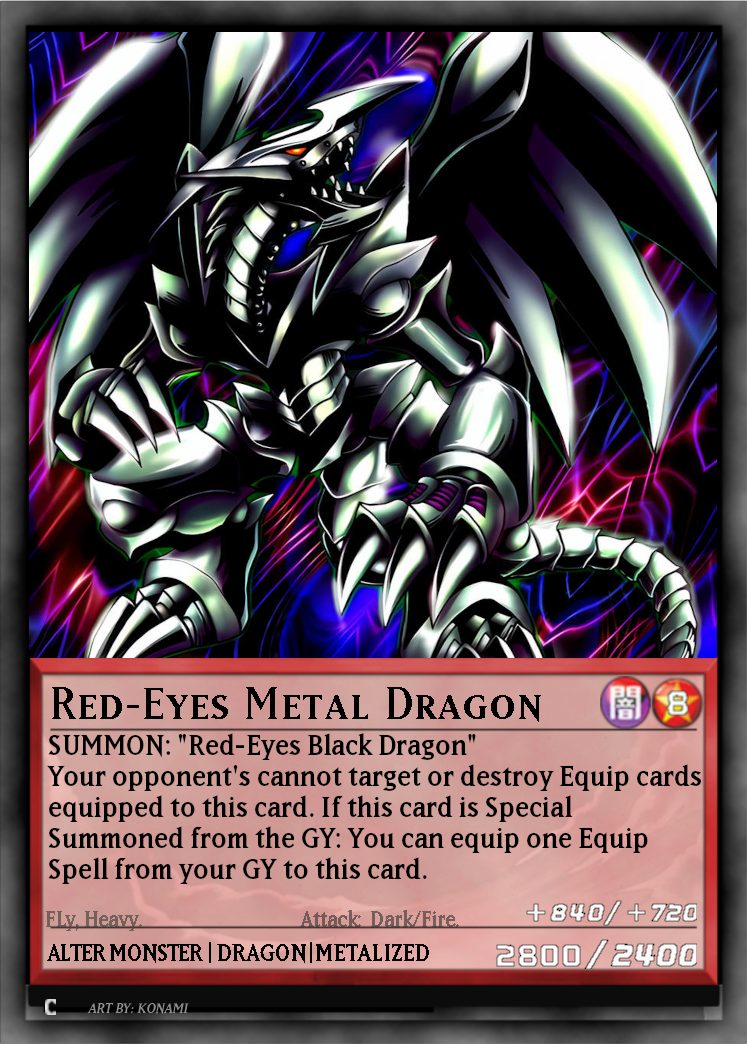 Red-Eyes Metal Dragon 闇 8
SUMMON: "Red-Eyes Black Dragon"
Your opponent's cannot target or destroy Equip cards
equipped to this card. If this card is Special
Summoned from the GY: You can equip one Equip
Spell from your GY to this card.
FLy, Heavy. Attack: Dark/Fire. +840/+720
ALTER MONSTER | DRAGON|METALIZED 2800/2400
C ART BY: KONAMI